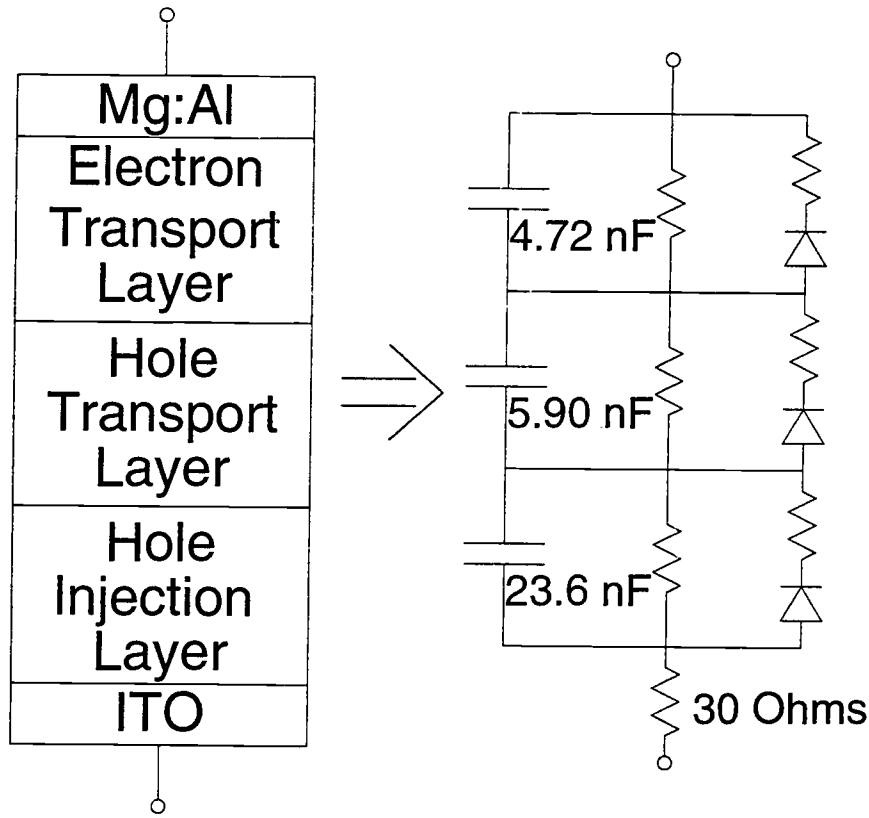 Mg:Al
Electron
Transport
Layer
Hole
Transport
Layer
Hole
Injection
Layer
ITO
4.72 nF
5.90 nF
23.6 nF
30 Ohms